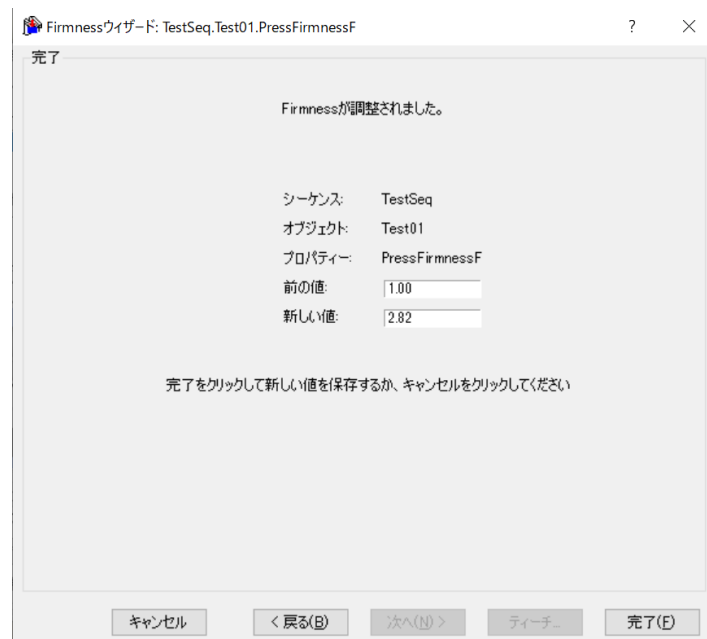 Firmnessウィザード: TestSeq.Test01.PressFirmnessF ? ×
完了
Firmnessが調整されました。
シーケンス: TestSeq
オブジェクト: Test01
プロパティー: PressFirmnessF
前の値: 1.00
新しい値: 2.82
完了をクリックして新しい値を保存するか、キャンセルをクリックしてください
キャンセル < 戻る(B) 次へ(N) > ティーチ... 完了(F)